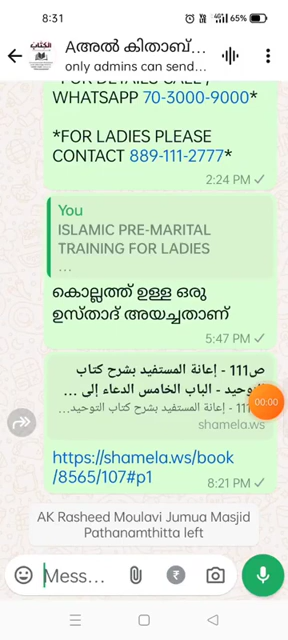 8:31
65%
Aഅൽ കിതാബ്...
only admins can send...
WHATSAPP 70-3000-9000*
*FOR LADIES PLEASE
CONTACT 889-111-2777*
2:24 PM
You
ISLAMIC PRE-MARITAL
TRAINING FOR LADIES
...
കൊല്ലത്ത് ഉള്ള ഒരു
ഉസ്താദ് അയച്ചതാണ്
5:47 PM
ص111 - إعانة المستفيد بشرح كتاب
التوحيد - الباب الخامس الدعاء إلى ...
ص111 - إعانة المستفيد بشرح كتاب التوحيد...
shamela.ws
00:00
https://shamela.ws/book
/8565/107#p1
8:21 PM
AK Rasheed Moulavi Jumua Masjid
Pathanamthitta left
Mess...